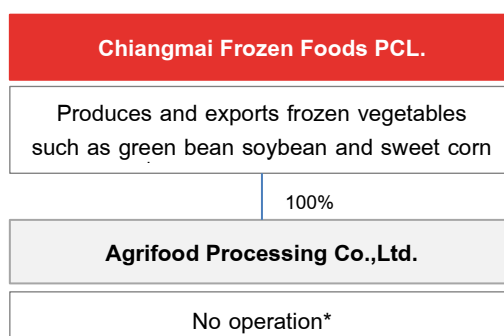 Chiangmai Frozen Foods PCL.
Produces and exports frozen vegetables
such as green bean soybean and sweet corn
100%
Agrifood Processing Co.,Ltd.
No operation*